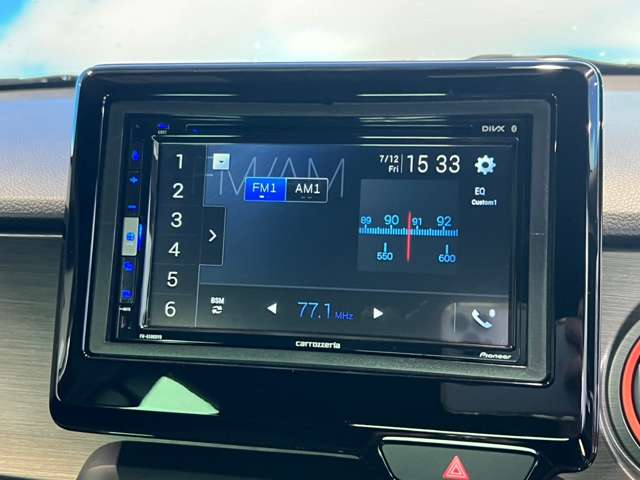 DIVX
1
2
3
4
5
6
FM/AM
FM1
AM1
7/12
Fri
15 33
EQ
Custom1
89 90 91 92
550 600
BSM
77.1 MHz
carrozzeria
Pioneer